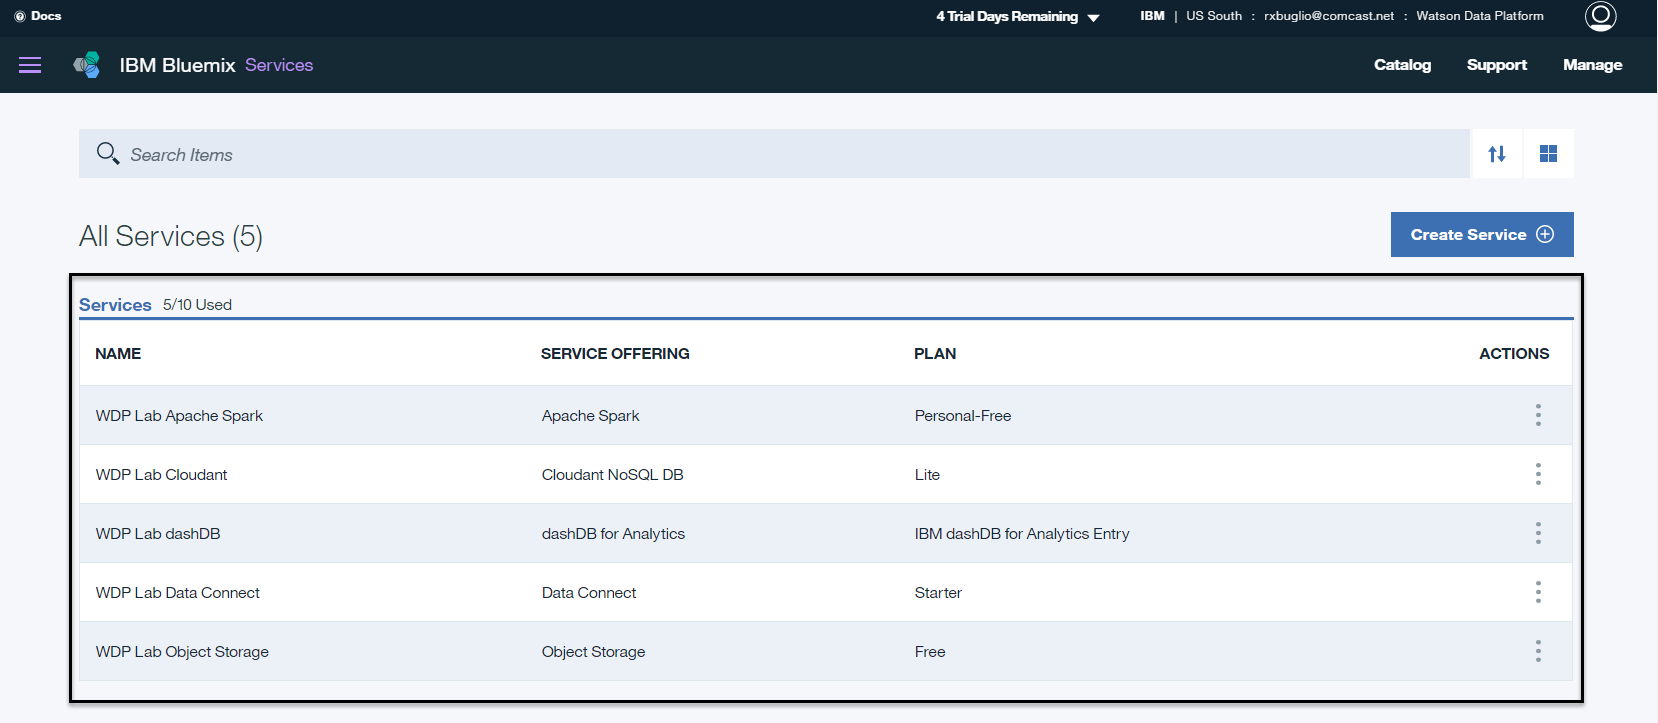 Docs
4 Trial Days Remaining
IBM | US South : rxbuglio@comcast.net : Watson Data Platform
IBM Bluemix Services
Catalog Support Manage
Search Items
All Services (5)
Create Service
Services 5/10 Used
NAME SERVICE OFFERING PLAN ACTIONS
WDP Lab Apache Spark Apache Spark Personal-Free
WDP Lab Cloudant Cloudant NoSQL DB Lite
WDP Lab dashDB dashDB for Analytics IBM dashDB for Analytics Entry
WDP Lab Data Connect Data Connect Starter
WDP Lab Object Storage Object Storage Free